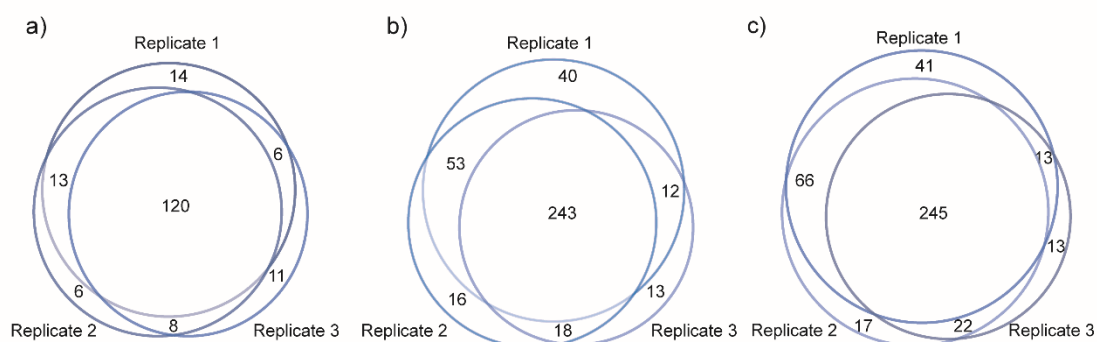 a)
Replicate 1
14
6
13
120
11
6
8
Replicate 2
Replicate 3
b)
Replicate 1
40
53
12
243
13
16
18
Replicate 2
Replicate 3
c)
Replicate 1
41
13
66
245
13
17
22
Replicate 2
Replicate 3